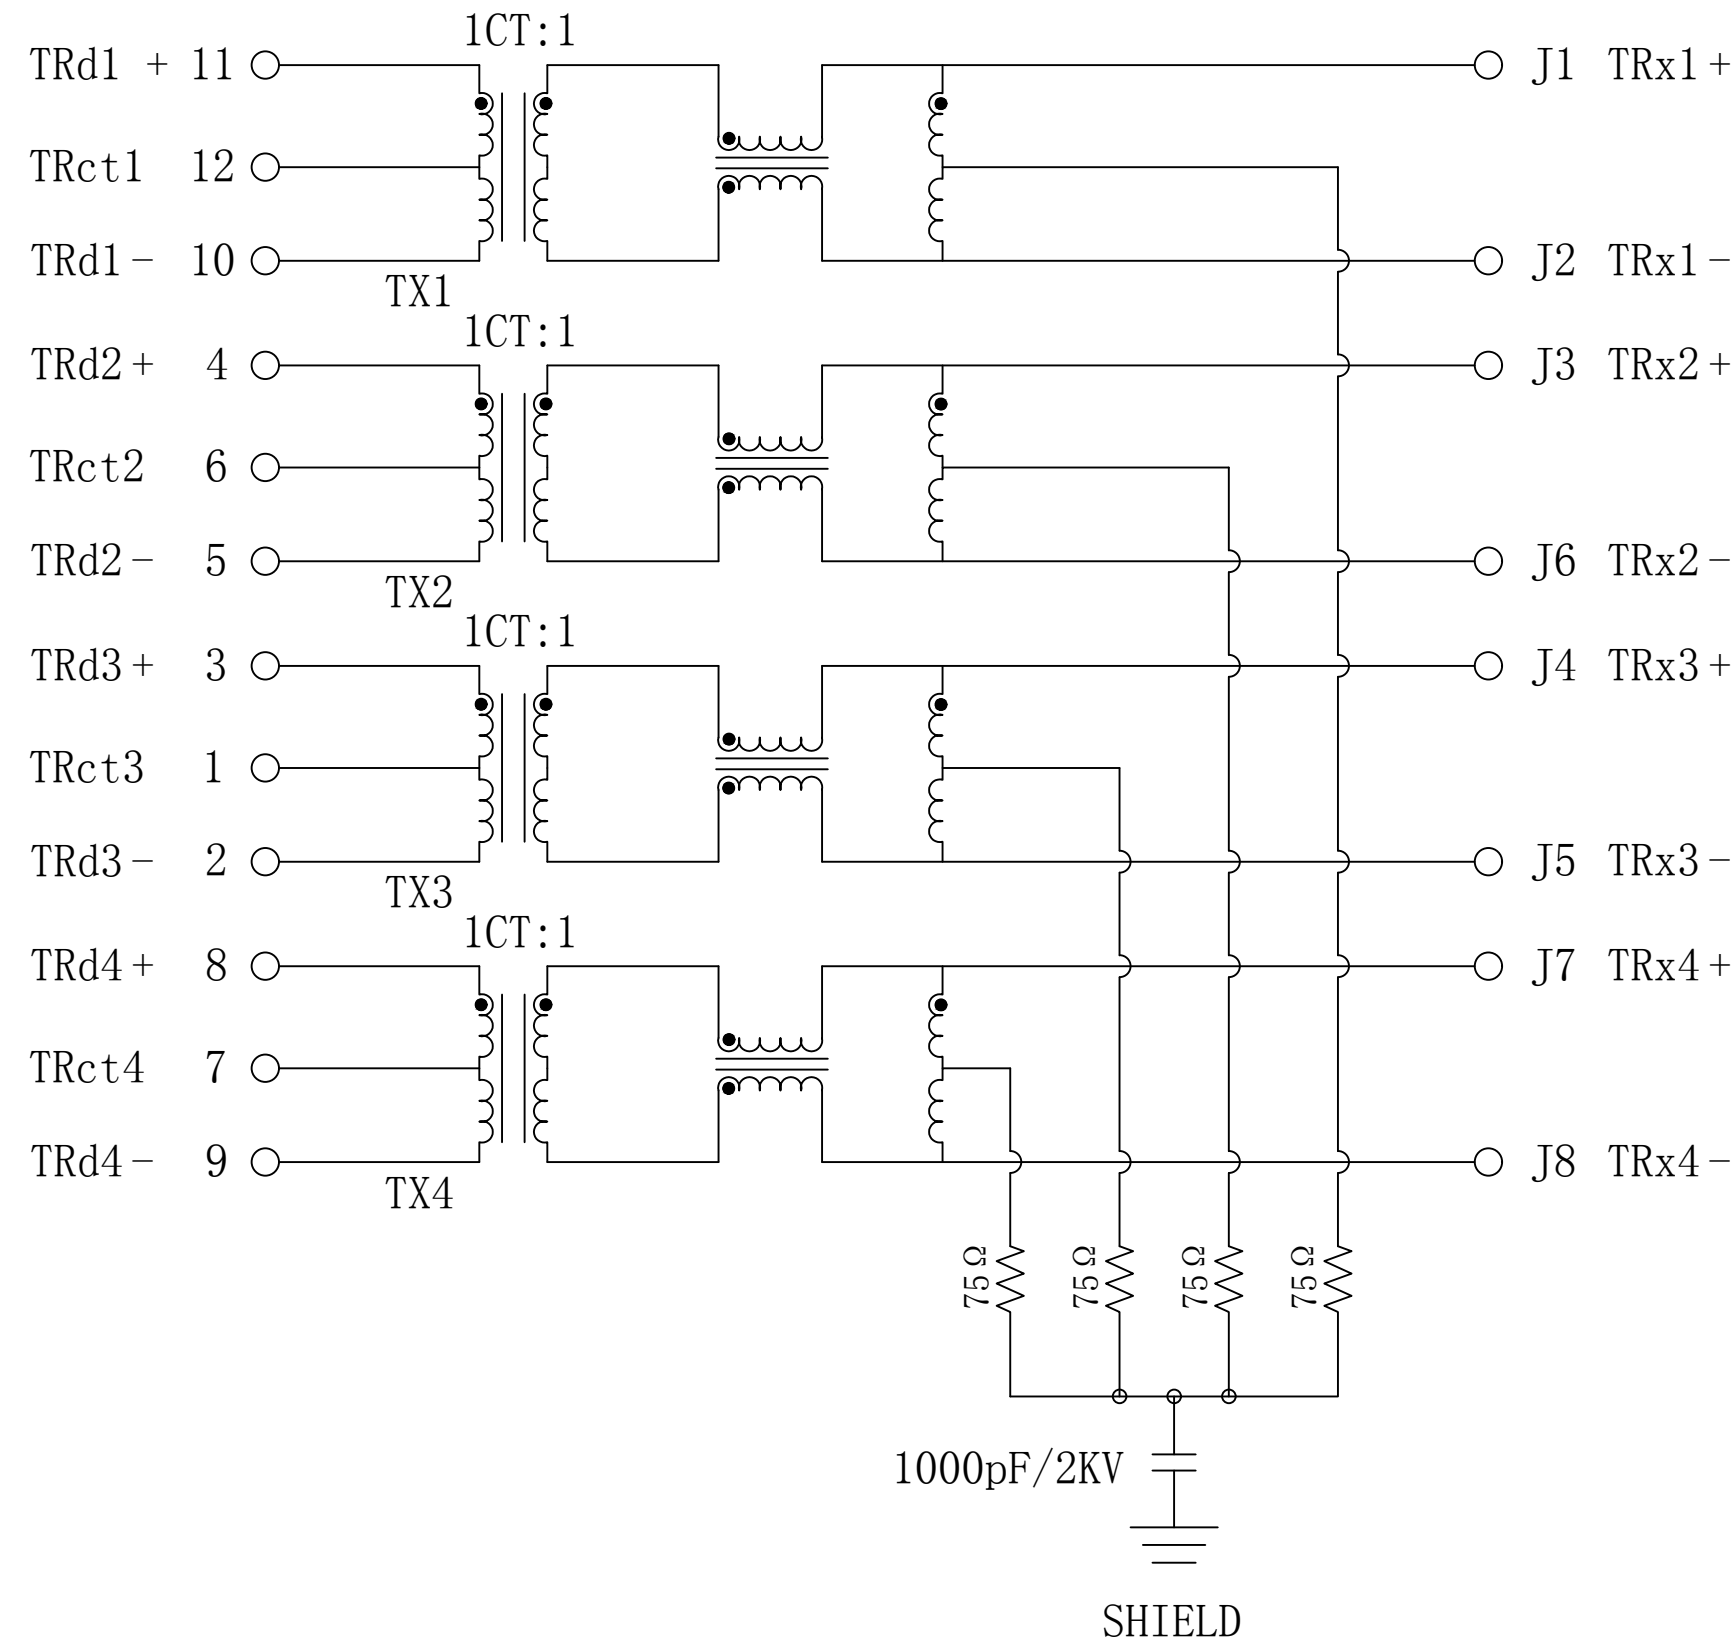 1CT:1
TRd1 + 11 J1 TRx1+
TRct1 12
TRd1- 10 J2 TRx1-
TX1
1CT:1
TRd2+ 4 J3 TRx2+
TRct2 6
TRd2- 5 J6 TRx2-
TX2
1CT:1
TRd3+ 3 J4 TRx3+
TRct3 1
TRd3- 2 J5 TRx3-
TX3
1CT:1
TRd4+ 8 J7 TRx4+
TRct4 7
TRd4- 9 J8 TRx4-
TX4
75Ω
75Ω
75Ω
75Ω
1000pF/2KV
SHIELD